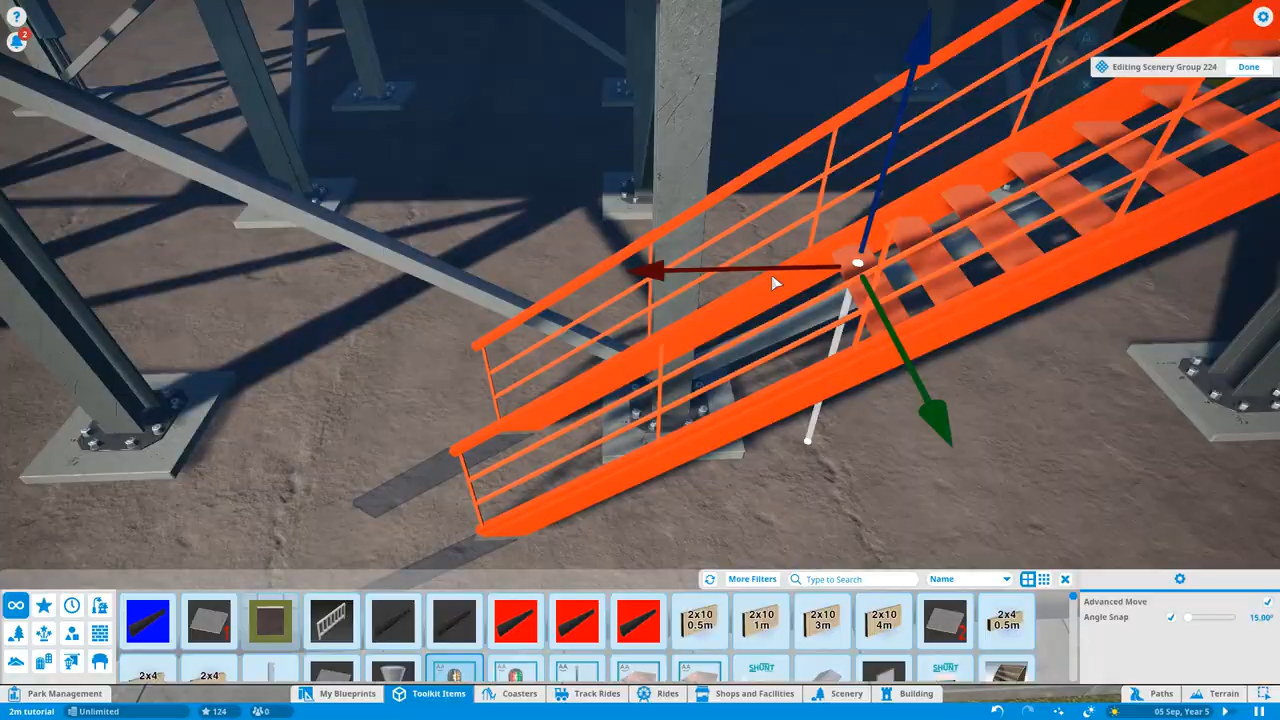 ?
2
Editing Scenery Group 224 Done
More Filters Type to Search Name
Advanced Move
Angle Snap 15.00°
2x10 0.5m
2x10 1m
2x10 3m
2x10 4m
2x4 0.5m
2x4
2x4
SHUNT
SHUNT
Park Management My Blueprints Toolkit Items Coasters Track Rides Rides Shops and Facilities Scenery Building Paths Terrain
2m tutorial Unlimited 124 0 05 Sep, Year 5